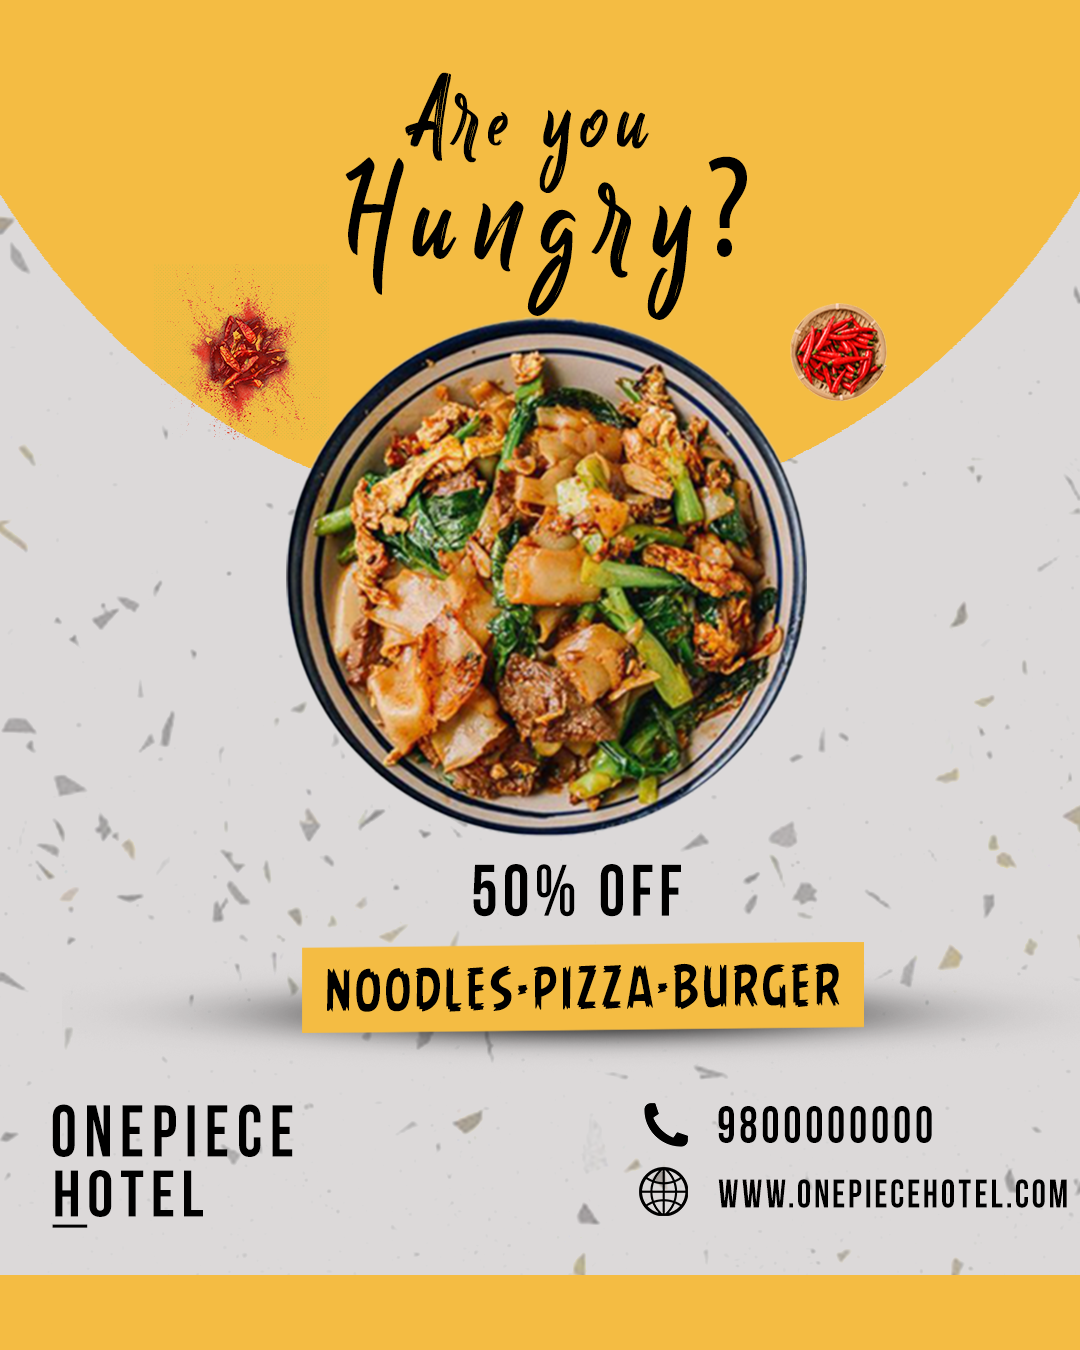 Are you
Hungry?
50% OFF
NOODLES·PIZZA·BURGER
ONEPIECE
HOTEL
9800000000
WWW.ONEPIECEHOTEL.COM